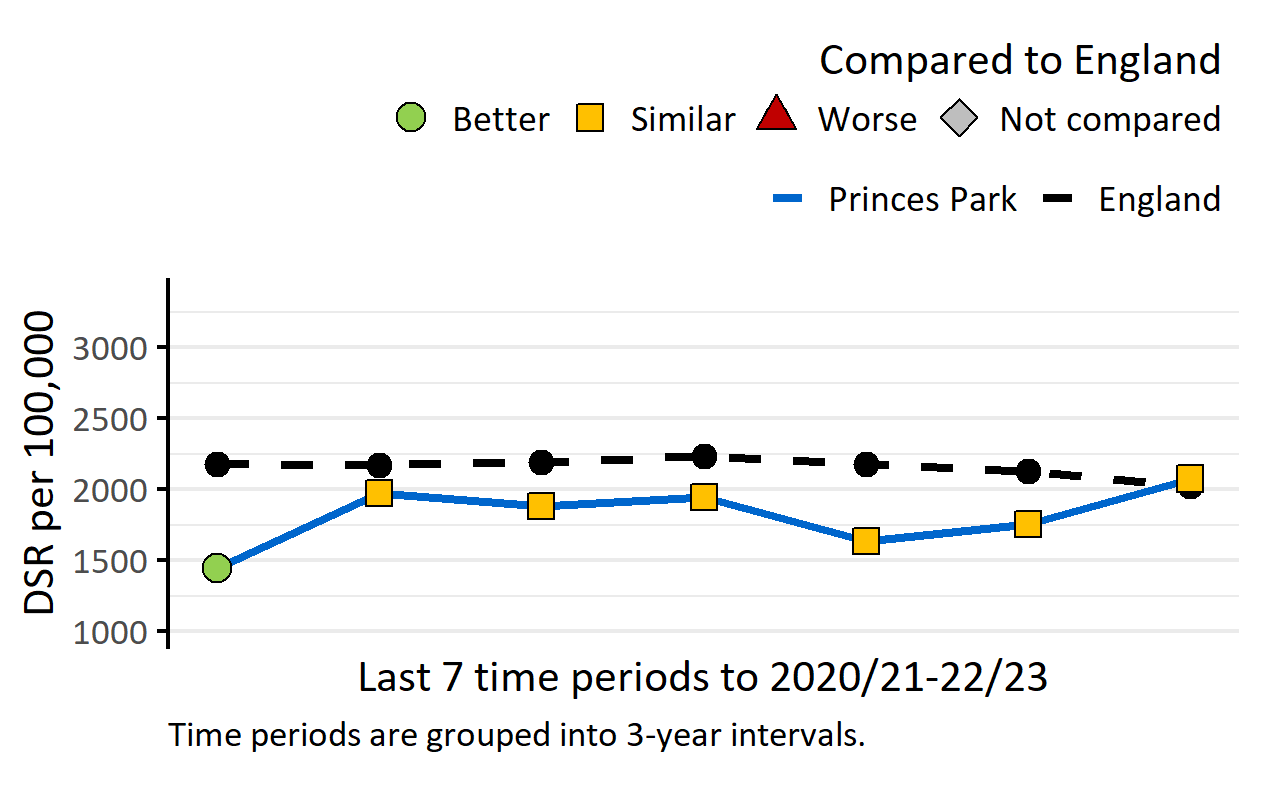 Compared to England
Better Similar Worse Not compared
Princes Park England
DSR per 100,000
3000
2500
2000
1500
1000
Last 7 time periods to 2020/21-22/23
Time periods are grouped into 3-year intervals.